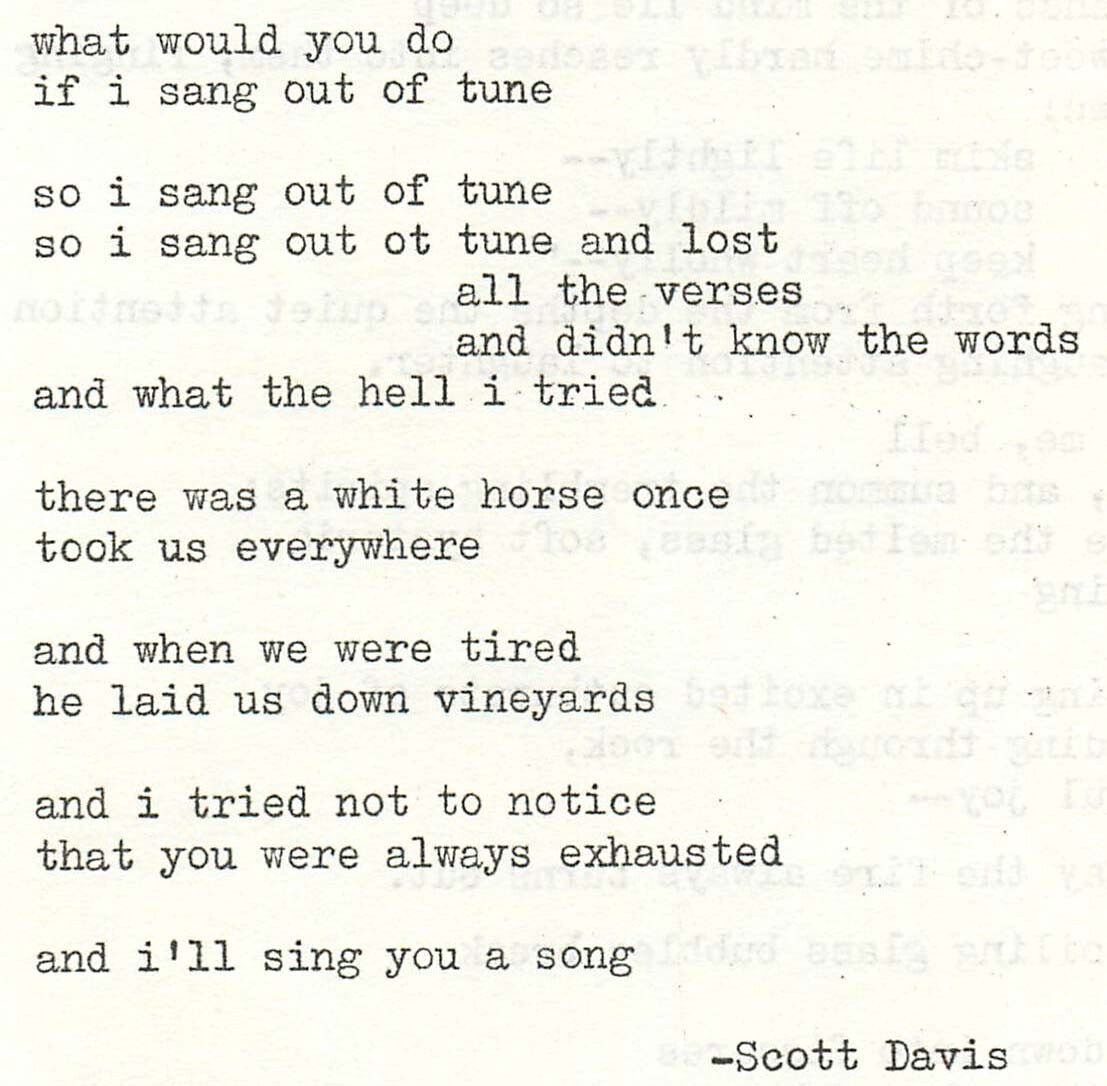 what would you do
if i sang out of tune
so i sang out of tune
so i sang out ot tune and lost
all the verses
and didn't know the words
and what the hell i tried
there was a white horse once
took us everywhere
and when we were tired
he laid us down vineyards
and i tried not to notice
that you were always exhausted
and i'll sing you a song
-Scott Davis